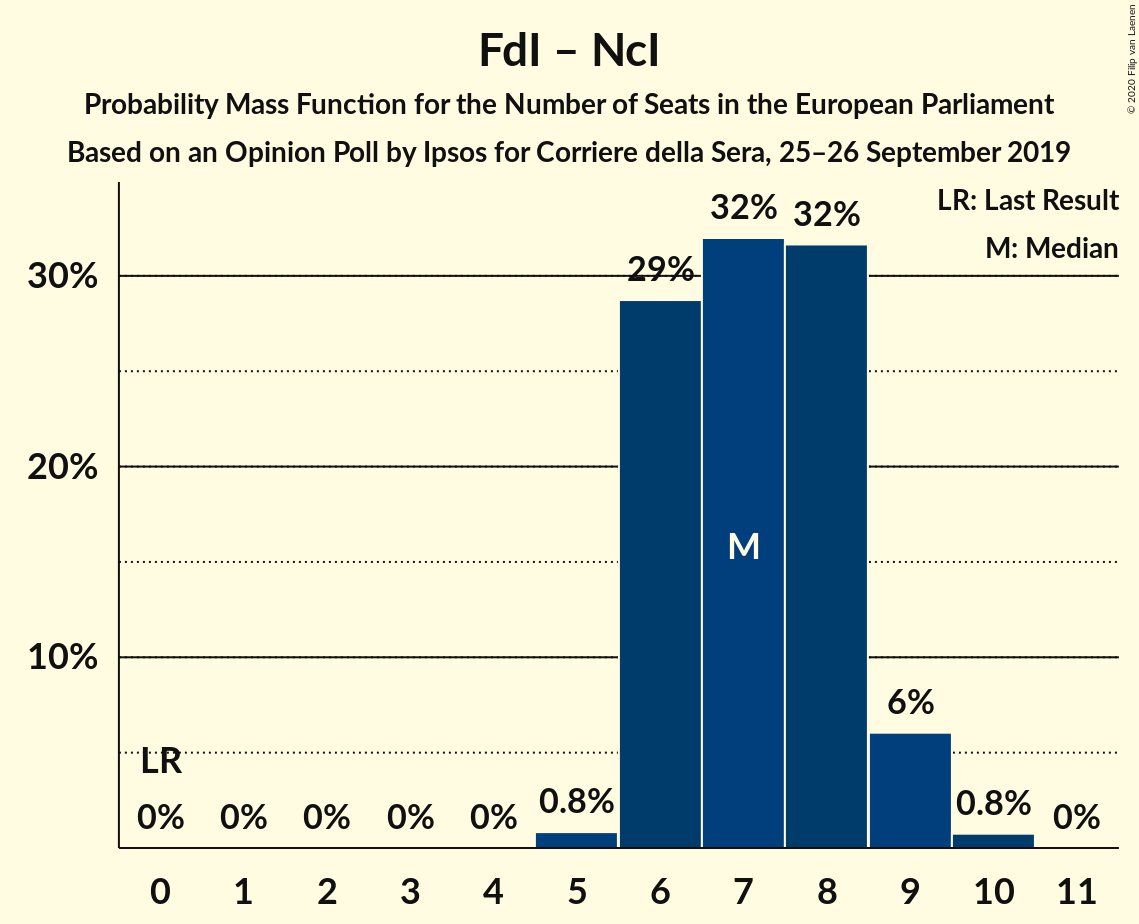 FdI – NcI
Probability Mass Function for the Number of Seats in the European Parliament
Based on an Opinion Poll by Ipsos for Corriere della Sera, 25–26 September 2019
© 2020 Filip van Laenen
LR: Last Result
M: Median
30%
20%
10%
LR
0%
0%
0%
0%
0%
0.8%
29%
32%
32%
6%
0.8%
0%
M
0 1 2 3 4 5 6 7 8 9 10 11